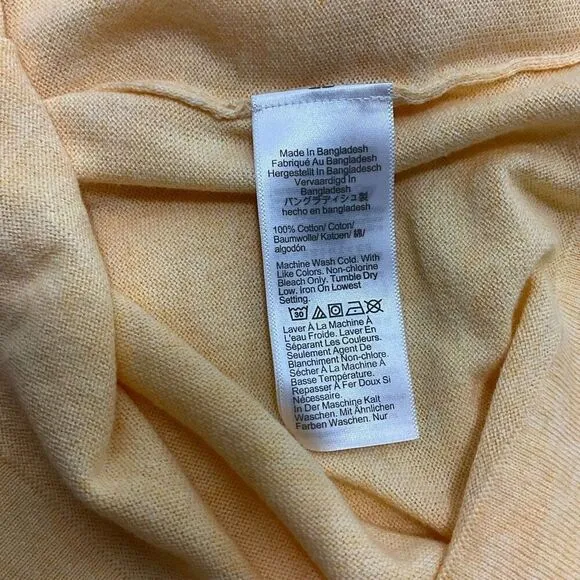 Made In Bangladesh
Fabriqué Au Bangladesh
Hergestellt In Bangladesch
Vervaardigd In
Bangladesh
バングラディシュ製
hecho en bangladesh
100% Cotton/ Coton/
Baumwolle/ Katoen/ 綿/
algodón
Machine Wash Cold. With
Like Colors. Non-chlorine
Bleach Only. Tumble Dry
Low. Iron On Lowest
Setting.
30
Laver À La Machine À
L'eau Froide. Laver En
Séparant Les Couleurs.
Seulement Agent De
Blanchiment Non-chlore.
Sécher À La Machine À
Basse Température.
Repasser À Fer Doux Si
Nécessaire.
In Der Maschine Kalt
Waschen. Mit Ähnlichen
Farben Waschen. Nur